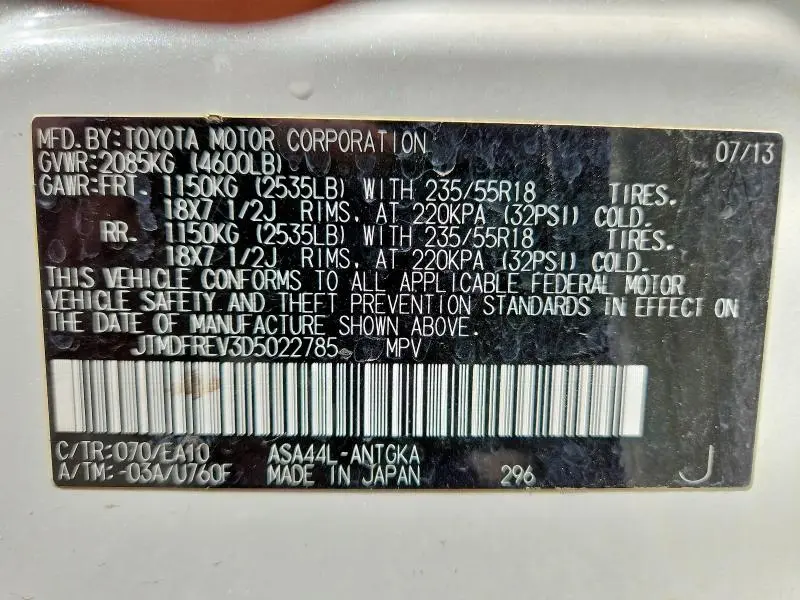 MFD. BY: TOYOTA MOTOR CORPORATION 07/13
GVWR: 2085KG (4600LB)
GAWR: FRT. 1150KG (2535LB) WITH 235/55R18 TIRES.
18X7 1/2J RIMS, AT 220KPA (32PSI) COLD.
RR. 1150KG (2535LB) WITH 235/55R18 TIRES.
18X7 1/2J RIMS, AT 220KPA (32PSI) COLD.
THIS VEHICLE CONFORMS TO ALL APPLICABLE FEDERAL MOTOR
VEHICLE SAFETY AND THEFT PREVENTION STANDARDS IN EFFECT ON
THE DATE OF MANUFACTURE SHOWN ABOVE.
JTMDFREV3D5022785 MPV
C/TR: 070/EA10 ASA44L-ANTGKA
A/TM: -03A/U760F MADE IN JAPAN 296 J